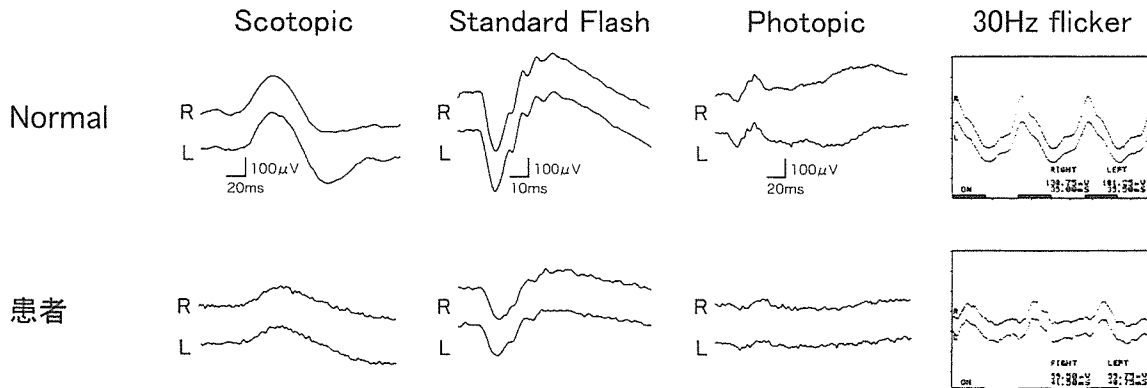 Scotopic Standard Flash Photopic 30Hz flicker
Normal
R
L
100μV
20ms
R
L
100μV
10ms
R
L
100μV
20ms
R
L
RIGHT LEFT
ON
患者
R
L
R
L
R
L
R
L
RIGHT LEFT
ON